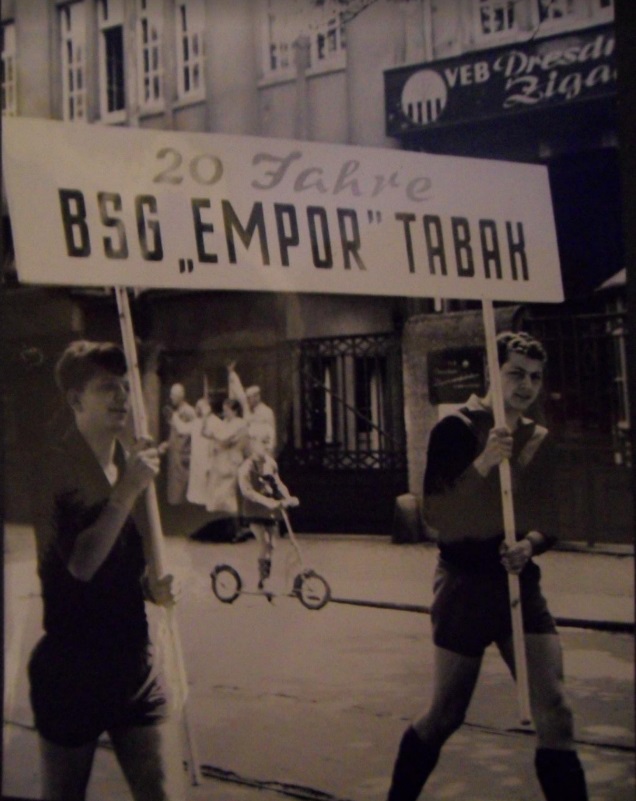 VEB Dresdn
Ziga
20 Jahre
BSG „EMPOR" TABAK